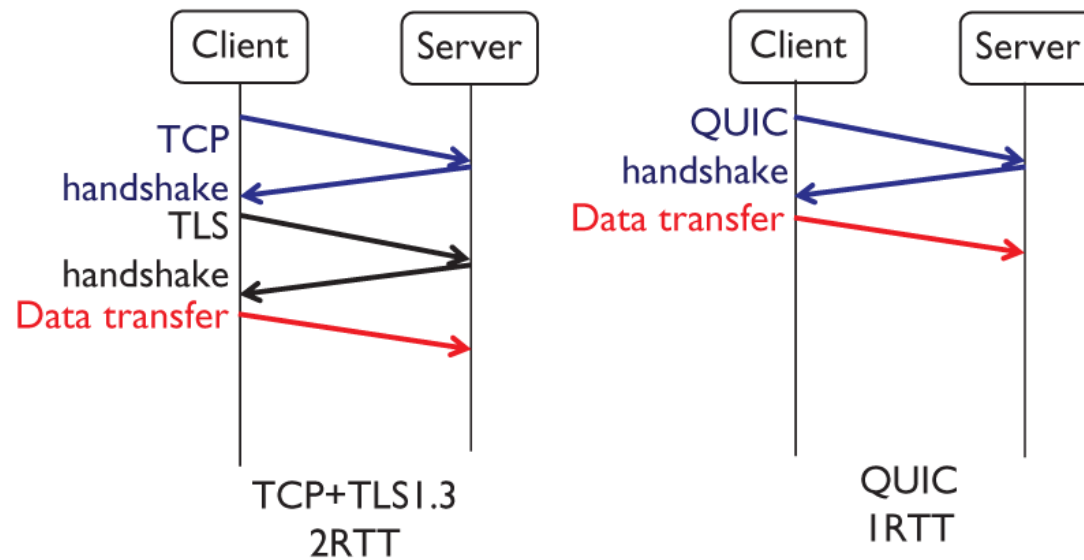 Client
Server
TCP
handshake
TLS
handshake
Data transfer
TCP+TLS1.3
2RTT
Client
Server
QUIC
handshake
Data transfer
QUIC
1RTT